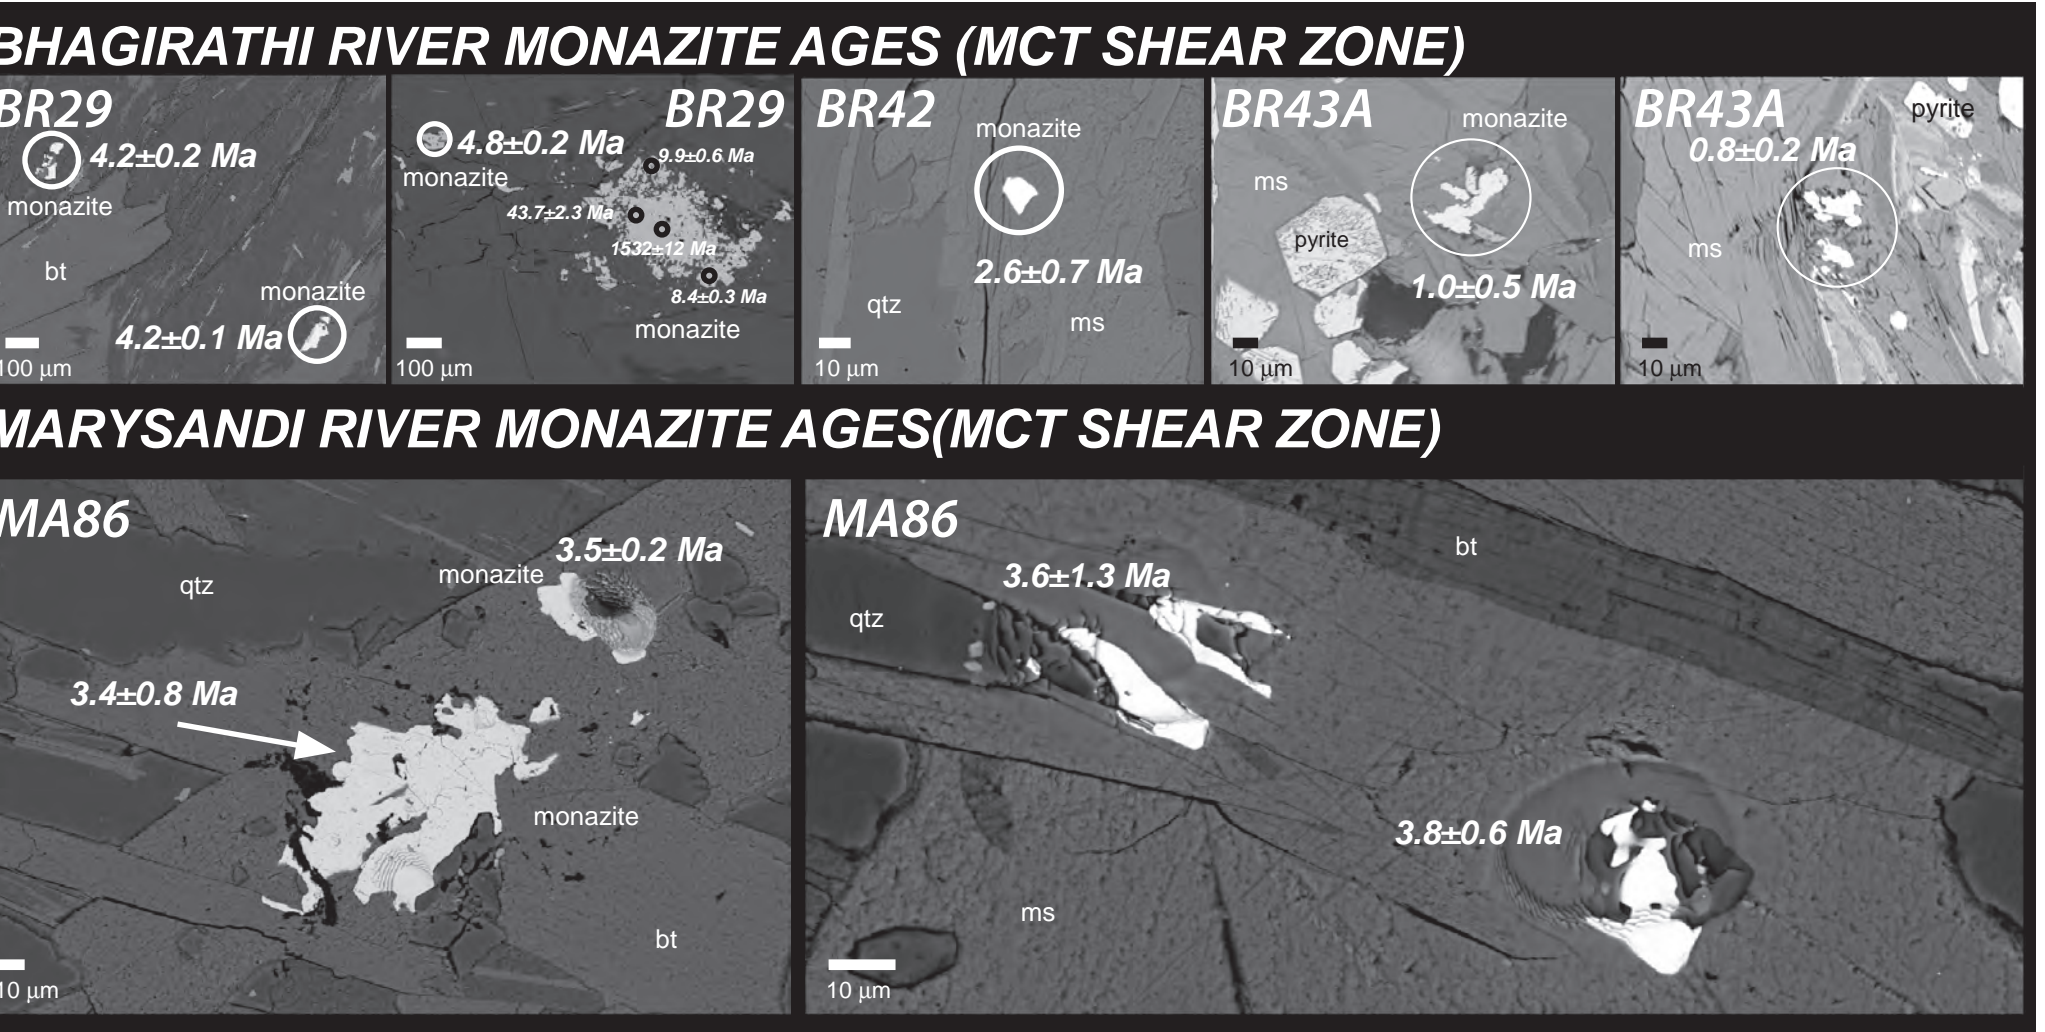 BHAGIRATHI RIVER MONAZITE AGES (MCT SHEAR ZONE)
BR29
4.2±0.2 Ma
monazite
bt
monazite
4.2±0.1 Ma
100 μm
BR29
4.8±0.2 Ma
monazite
9.9±0.6 Ma
43.7±2.3 Ma
1532±12 Ma
8.4±0.3 Ma
monazite
100 μm
BR42
monazite
2.6±0.7 Ma
qtz
ms
10 μm
BR43A
monazite
ms
pyrite
1.0±0.5 Ma
10 μm
BR43A
pyrite
0.8±0.2 Ma
ms
10 μm
MARYSANDI RIVER MONAZITE AGES(MCT SHEAR ZONE)
MA86
3.5±0.2 Ma
monazite
qtz
3.4±0.8 Ma
monazite
bt
10 μm
MA86
bt
3.6±1.3 Ma
qtz
3.8±0.6 Ma
ms
10 μm